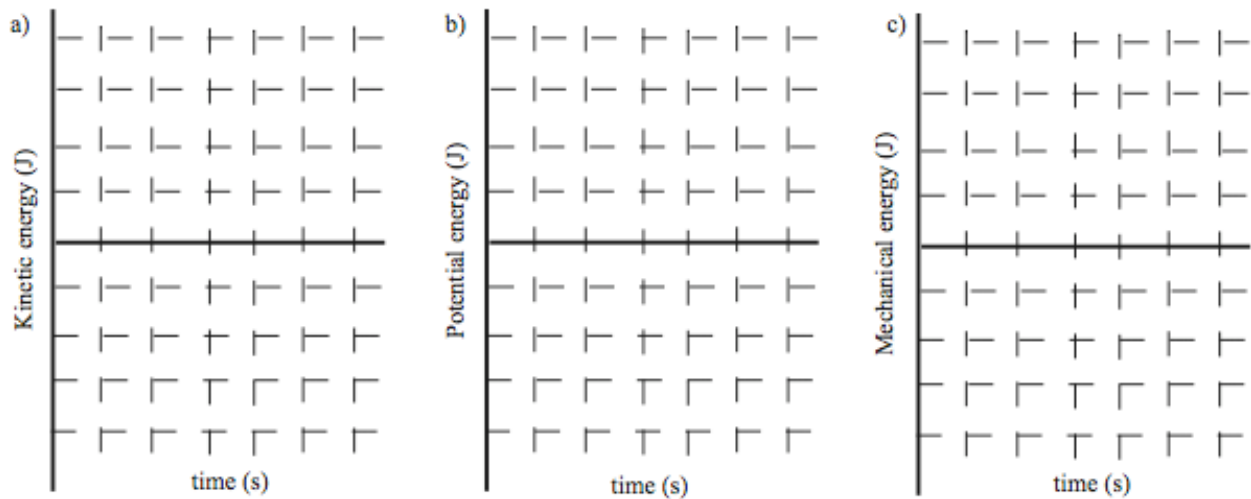 a)
Kinetic energy (J)
time (s)
b)
Potential energy (J)
time (s)
c)
Mechanical energy (J)
time (s)